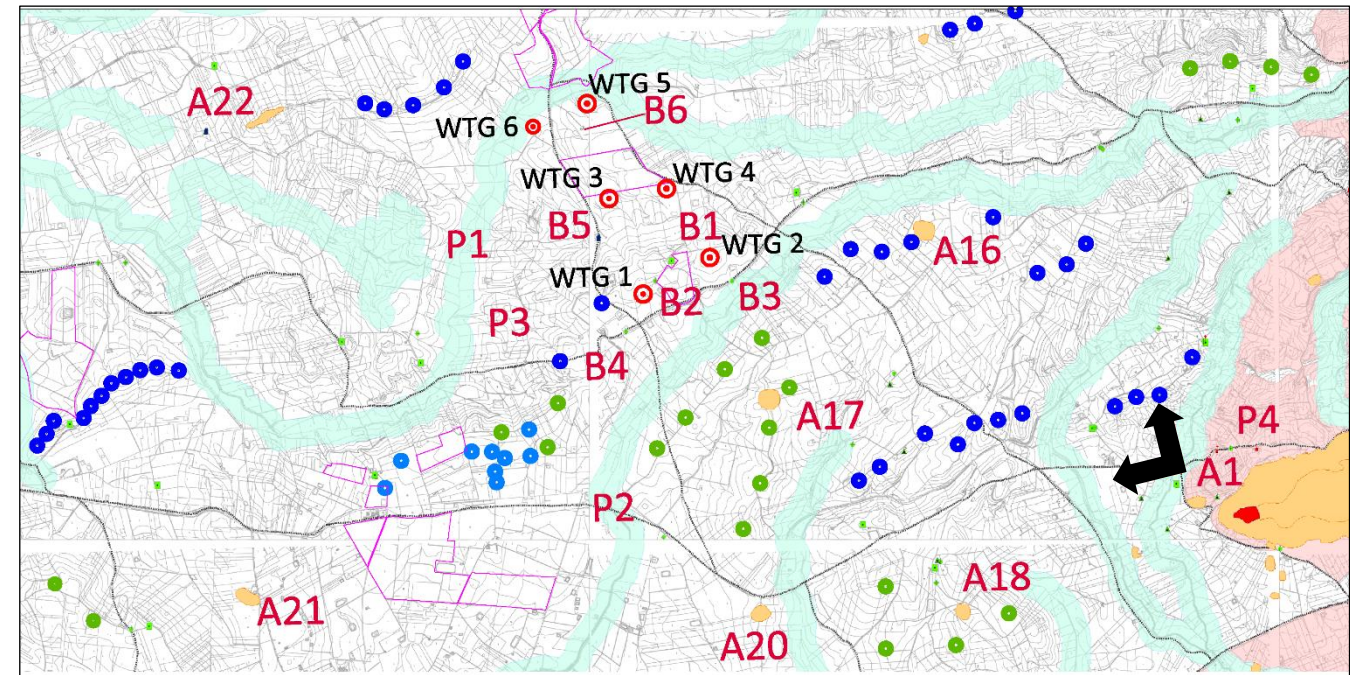 WTG 5
A22
B6
WTG 6
WTG 3
WTG 4
B5
B1
P1
WTG 2
A16
WTG 1
B2
B3
P3
B4
A17
P4
A1
P2
A18
A21
A20